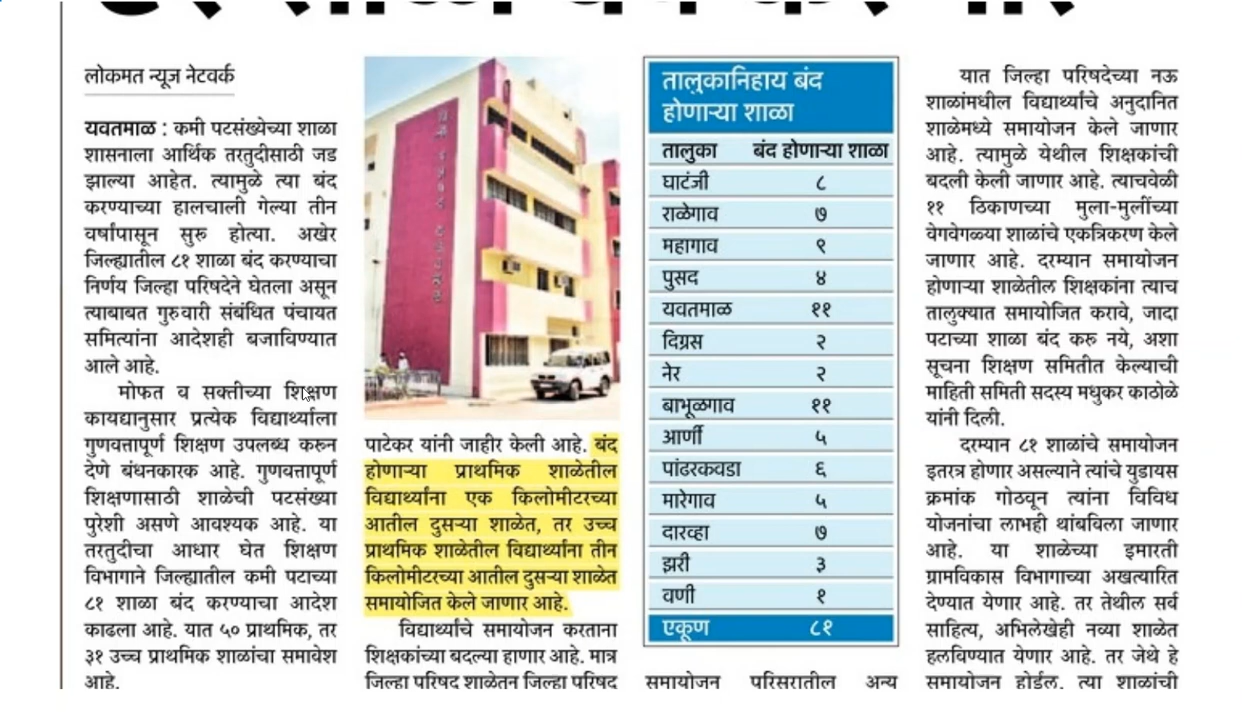 लोकमत न्यूज नेटवर्क
यवतमाळ : कमी पटसंख्येच्या शाळा
शासनाला आर्थिक तरतुदीसाठी जड
झाल्या आहेत. त्यामुळे त्या बंद
करण्याच्या हालचाली गेल्या तीन
वर्षांपासून सुरू होत्या. अखेर
जिल्ह्यातील ८१ शाळा बंद करण्याचा
निर्णय जिल्हा परिषदेने घेतला असून
त्याबाबत गुरुवारी संबंधित पंचायत
समित्यांना आदेशही बजाविण्यात
आले आहे.
मोफत व सक्तीच्या शिक्षण
कायद्यानुसार प्रत्येक विद्यार्थ्याला
गुणवत्तापूर्ण शिक्षण उपलब्ध करून
देणे बंधनकारक आहे. गुणवत्तापूर्ण
शिक्षणासाठी शाळेची पटसंख्या
पुरेशी असणे आवश्यक आहे. या
तरतुदीचा आधार घेत शिक्षण
विभागाने जिल्ह्यातील कमी पटाच्या
८१ शाळा बंद करण्याचा आदेश
काढला आहे. यात ५० प्राथमिक, तर
३१ उच्च प्राथमिक शाळांचा समावेश
आहे.
पाटेकर यांनी जाहीर केली आहे. बंद
होणाऱ्या प्राथमिक शाळेतील
विद्यार्थ्यांना एक किलोमीटरच्या
आतील दुसऱ्या शाळेत, तर उच्च
प्राथमिक शाळेतील विद्यार्थ्यांना तीन
किलोमीटरच्या आतील दुसऱ्या शाळेत
समायोजित केले जाणार आहे.
विद्यार्थ्यांचे समायोजन करताना
शिक्षकांच्या बदल्या हाणार आहे. मात्र
जिल्हा परिषद शाळेतून जिल्हा परिषद
तालुकानिहाय बंद
होणाऱ्या शाळा
तालुका बंद होणाऱ्या शाळा
घाटंजी ८
राळेगाव ७
महागाव ९
पुसद ४
यवतमाळ ११
दिग्रस २
नेर २
बाभूळगाव ११
आर्णी ५
पांढरकवडा ६
मारेगाव ५
दारव्हा ७
झरी ३
वणी १
एकूण ८१
समायोजन परिसरातील अन्य
यात जिल्हा परिषदेच्या नऊ
शाळांमधील विद्यार्थ्यांचे अनुदानित
शाळेमध्ये समायोजन केले जाणार
आहे. त्यामुळे येथील शिक्षकांची
बदली केली जाणार आहे. त्याचवेळी
११ ठिकाणच्या मुला-मुलींच्या
वेगवेगळ्या शाळांचे एकत्रिकरण केले
जाणार आहे. दरम्यान समायोजन
होणाऱ्या शाळेतील शिक्षकांना त्याच
तालुक्यात समायोजित करावे, जादा
पटाच्या शाळा बंद करू नये, अशा
सूचना शिक्षण समितीत केल्याची
माहिती समिती सदस्य मधुकर काठोळे
यांनी दिली.
दरम्यान ८१ शाळांचे समायोजन
इतरत्र होणार असल्याने त्यांचे युडायस
क्रमांक गोठवून त्यांना विविध
योजनांचा लाभही थांबविला जाणार
आहे. या शाळेच्या इमारती
ग्रामविकास विभागाच्या अखत्यारित
देण्यात येणार आहे. तर तेथील सर्व
साहित्य, अभिलेखेही नव्या शाळेत
हलविण्यात येणार आहे. तर जेथे हे
समायोजन होईल, त्या शाळांची